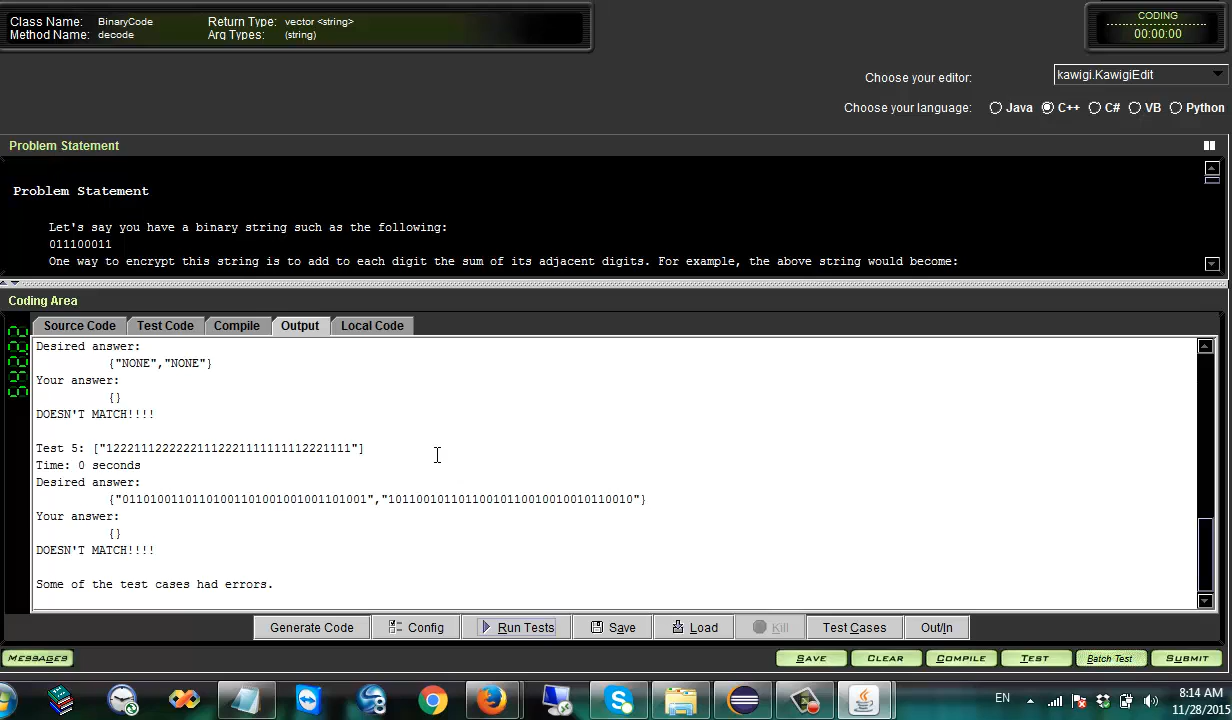 Class Name: BinaryCode Return Type: vector <string>
Method Name: decode Arg Types: (string)
CODING
00:00:00
Choose your editor: kawigi.KawigiEdit
Choose your language: Java C++ C# VB Python
Problem Statement
Problem Statement
Let's say you have a binary string such as the following:
011100011
One way to encrypt this string is to add to each digit the sum of its adjacent digits. For example, the above string would become:
Coding Area
Source Code Test Code Compile Output Local Code
Desired answer:
{"NONE","NONE"}
Your answer:
{}
DOESN'T MATCH!!!!
Test 5: ["12221112222221112221111111112221111"]
Time: 0 seconds
Desired answer:
{"01101001101101001101001001001101001","10110010110110010110010010010110010"}
Your answer:
{}
DOESN'T MATCH!!!!
Some of the test cases had errors.
Generate Code Config Run Tests Save Load Kill Test Cases Out/In
MESSAGES SAVE CLEAR COMPILE TEST Batch Test SUBMIT
EN
8:14 AM
11/28/2015